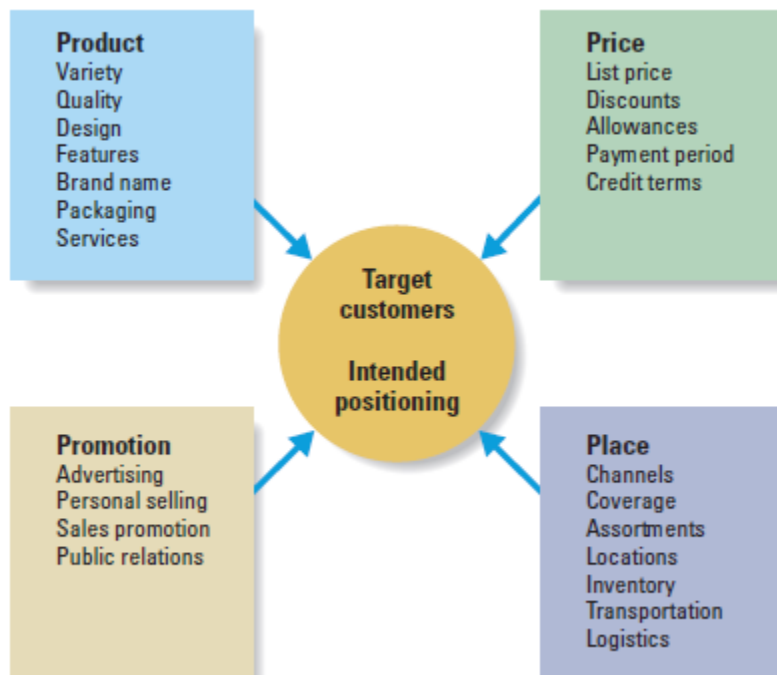 Product
Variety
Quality
Design
Features
Brand name
Packaging
Services
Price
List price
Discounts
Allowances
Payment period
Credit terms
Target
customers
Intended
positioning
Promotion
Advertising
Personal selling
Sales promotion
Public relations
Place
Channels
Coverage
Assortments
Locations
Inventory
Transportation
Logistics